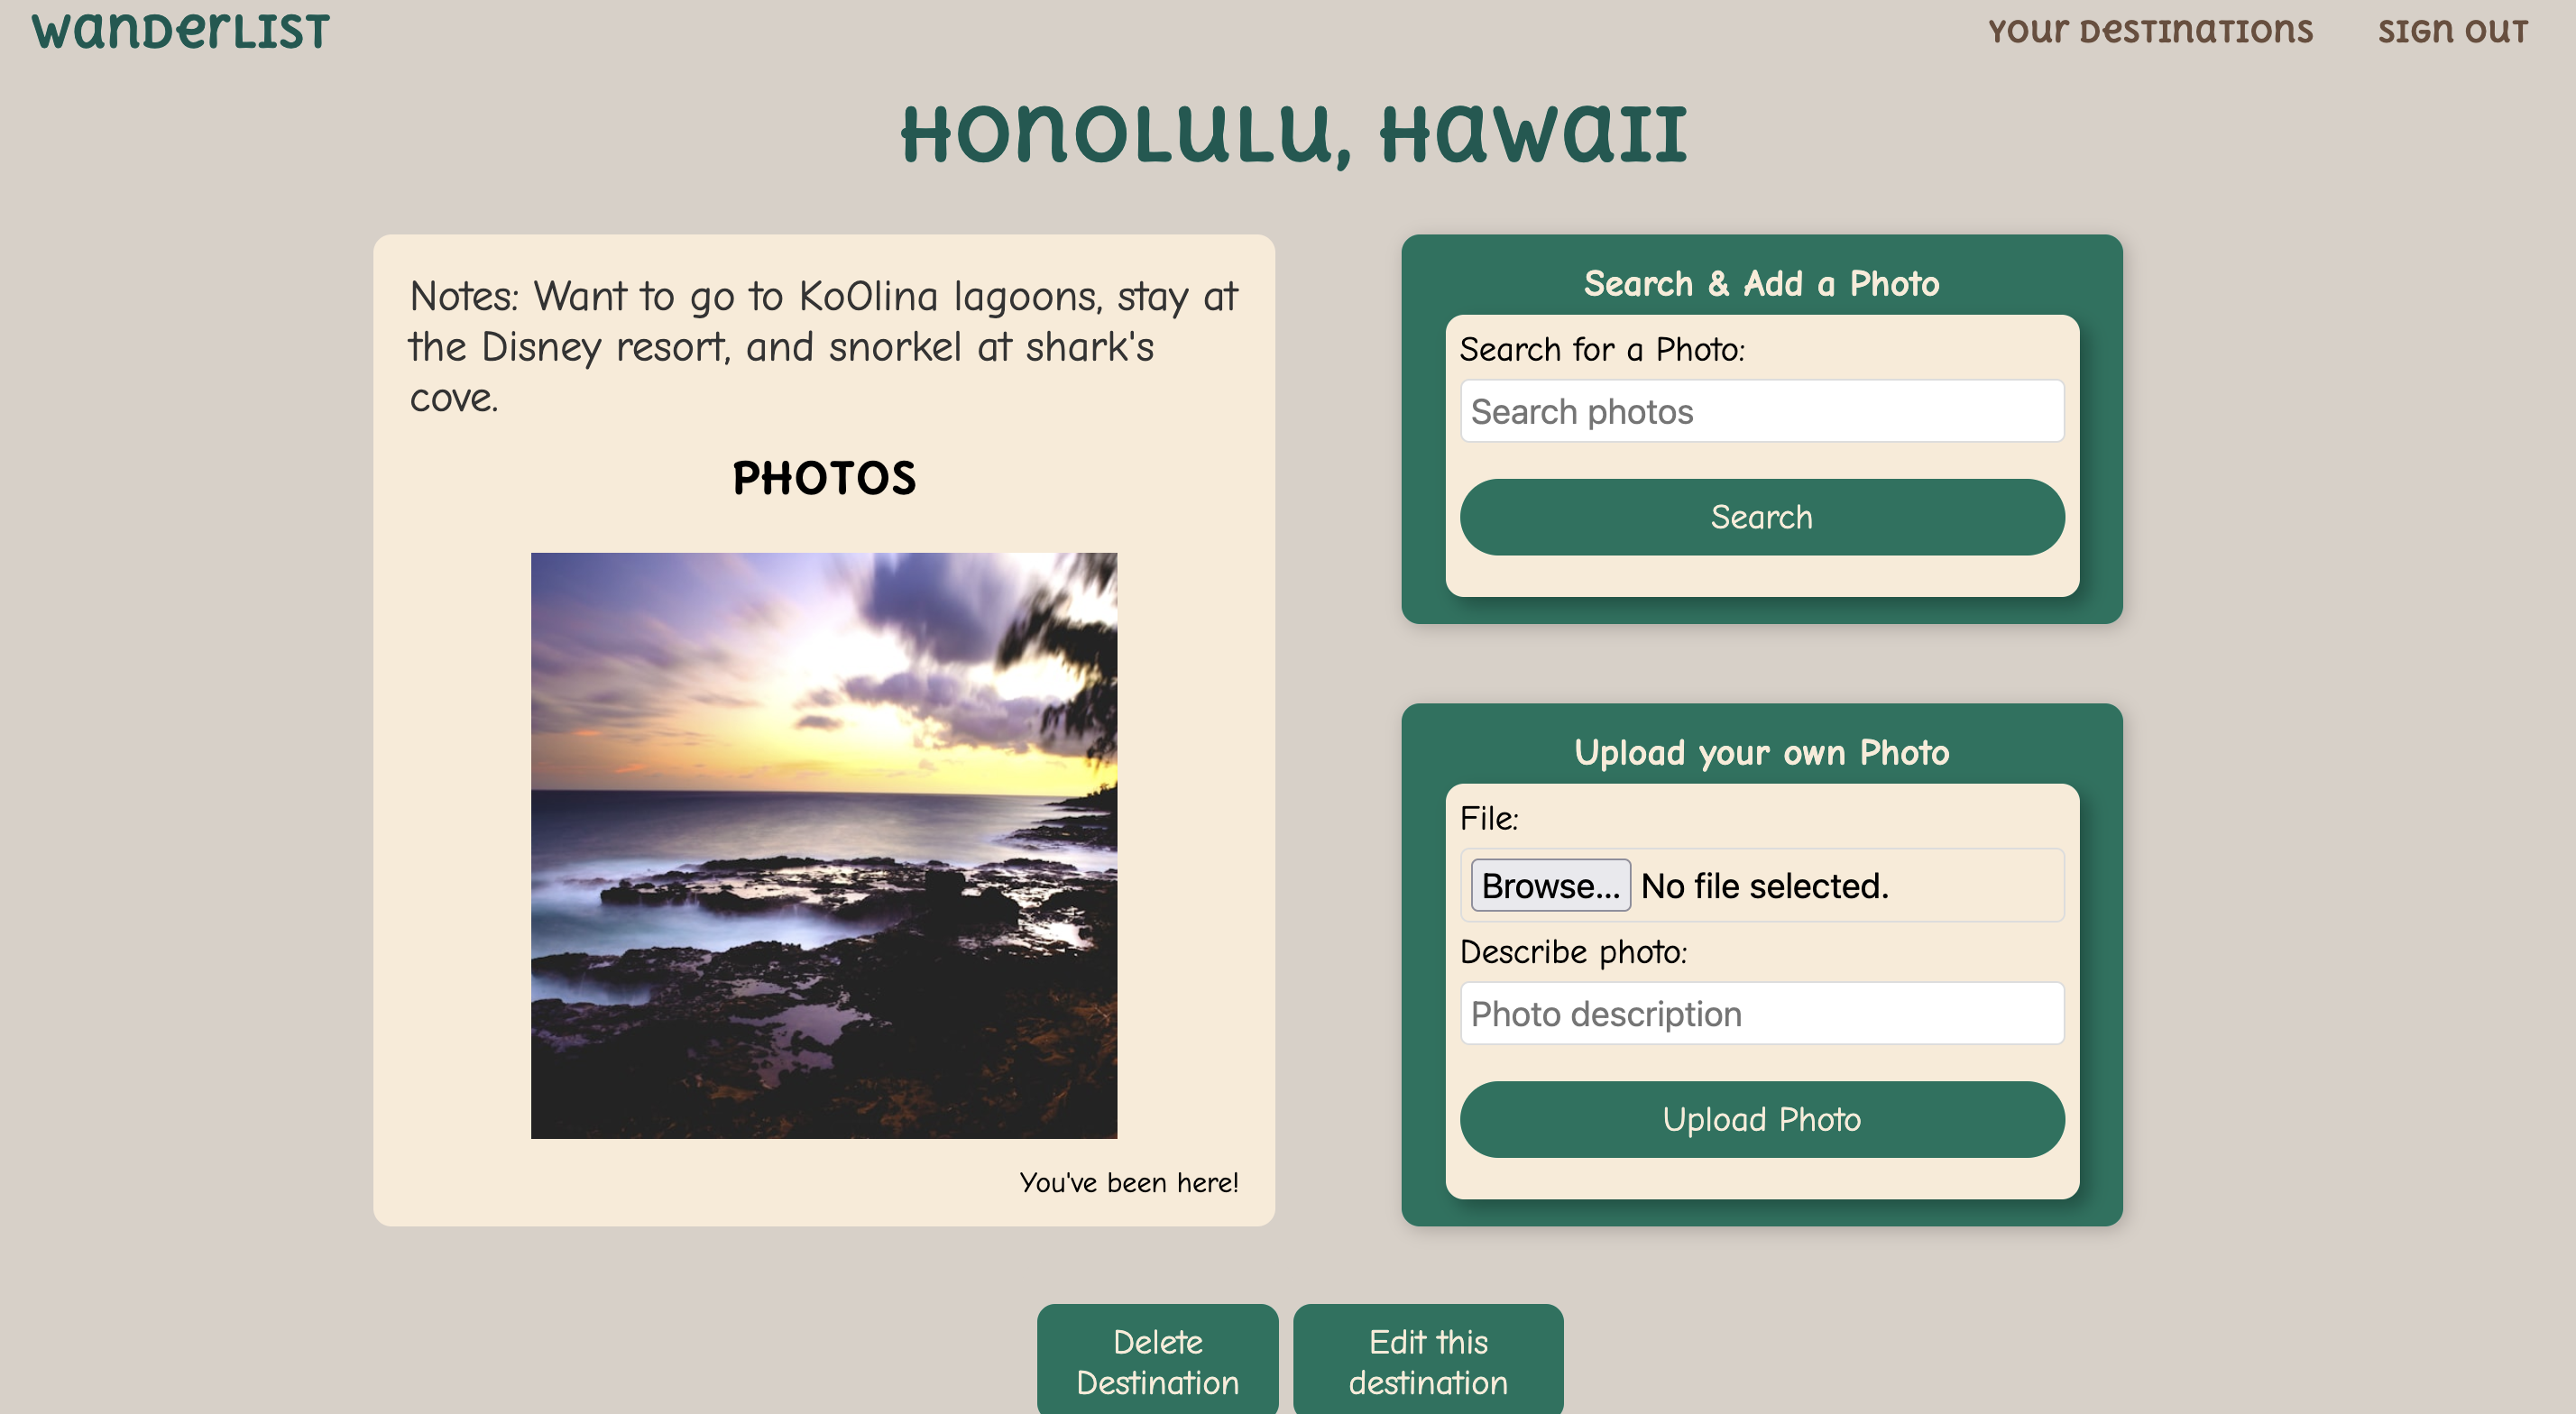 wanderlist
Your Destinations
Sign Out
Honolulu, Hawaii
Notes: Want to go to KoOlina lagoons, stay at
the Disney resort, and snorkel at shark's
cove.
PHOTOS
You've been here!
Search & Add a Photo
Search for a Photo:
Search photos
Search
Upload your own Photo
File:
Browse... No file selected.
Describe photo:
Photo description
Upload Photo
Delete
Destination
Edit this
destination